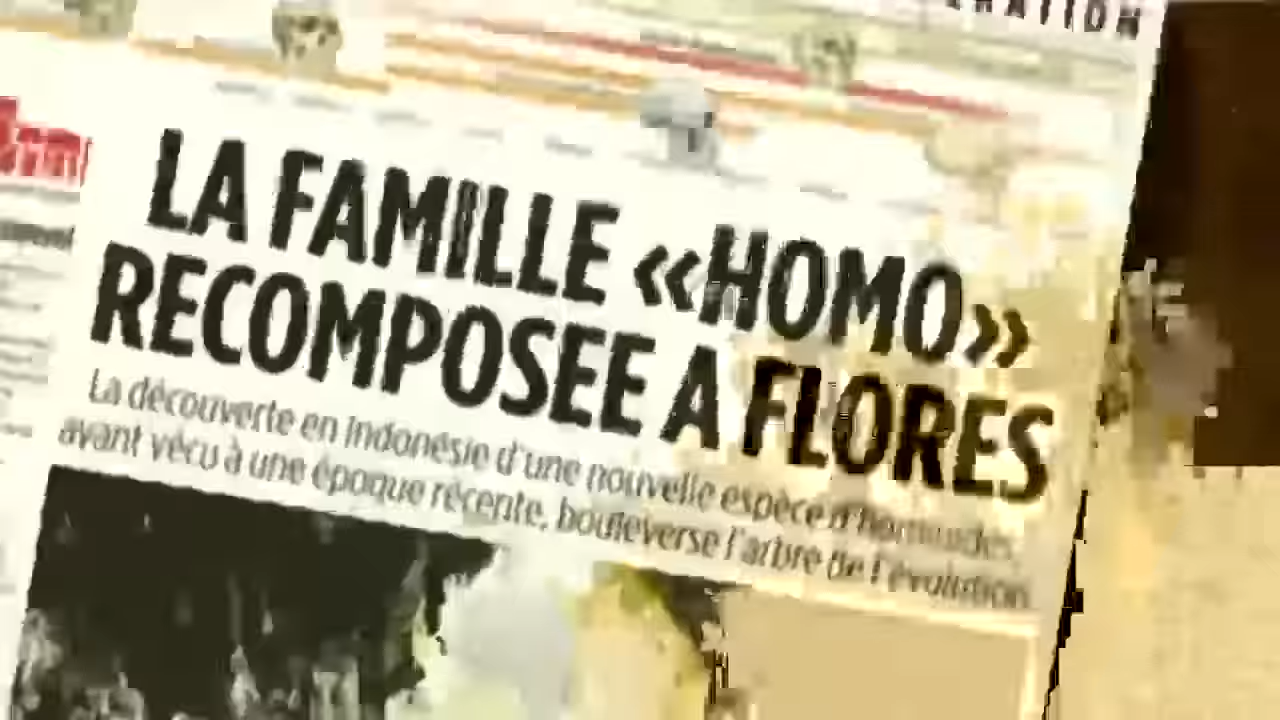 LA FAMILLE «HOMO»
RECOMPOSEE A FLORES
La découverte en Indonésie d'une nouvelle espèce d'hominidés,
ayant vécu à une époque récente, bouleverse l'arbre de l'évolution.